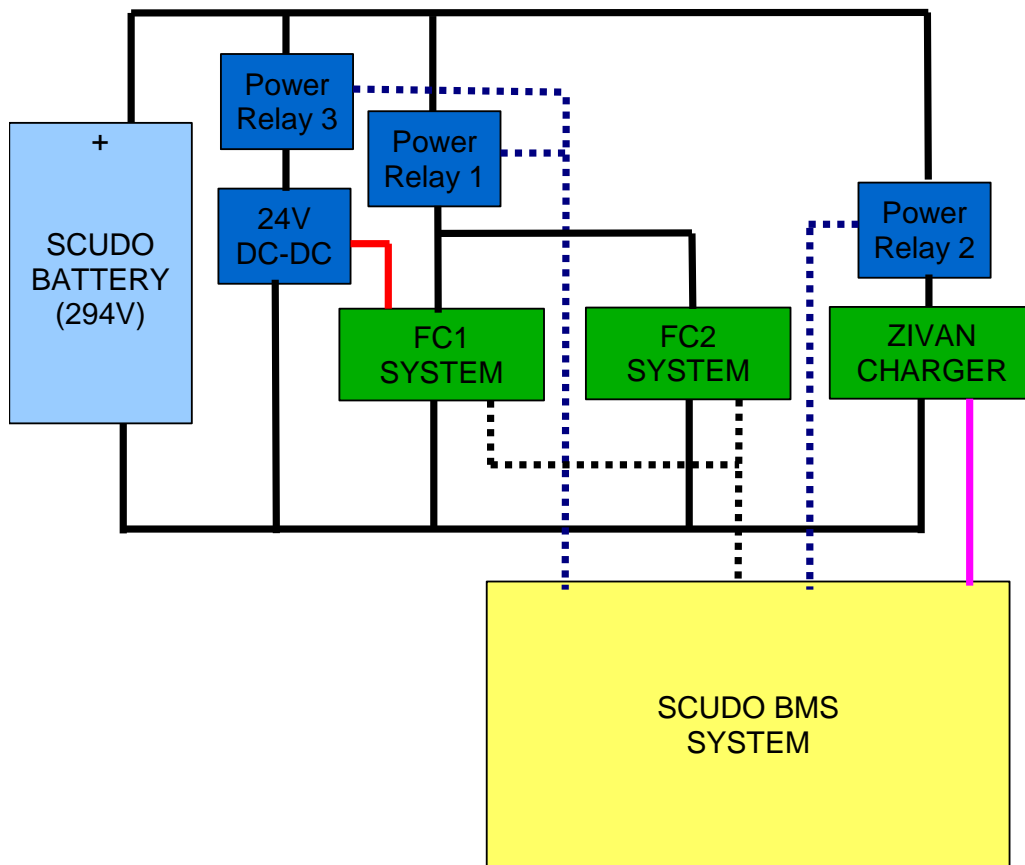 Power
Relay 3
+
Power
Relay 1
24V
DC-DC
Power
Relay 2
SCUDO
BATTERY
(294V)
FC1
SYSTEM
FC2
SYSTEM
ZIVAN
CHARGER
SCUDO BMS
SYSTEM